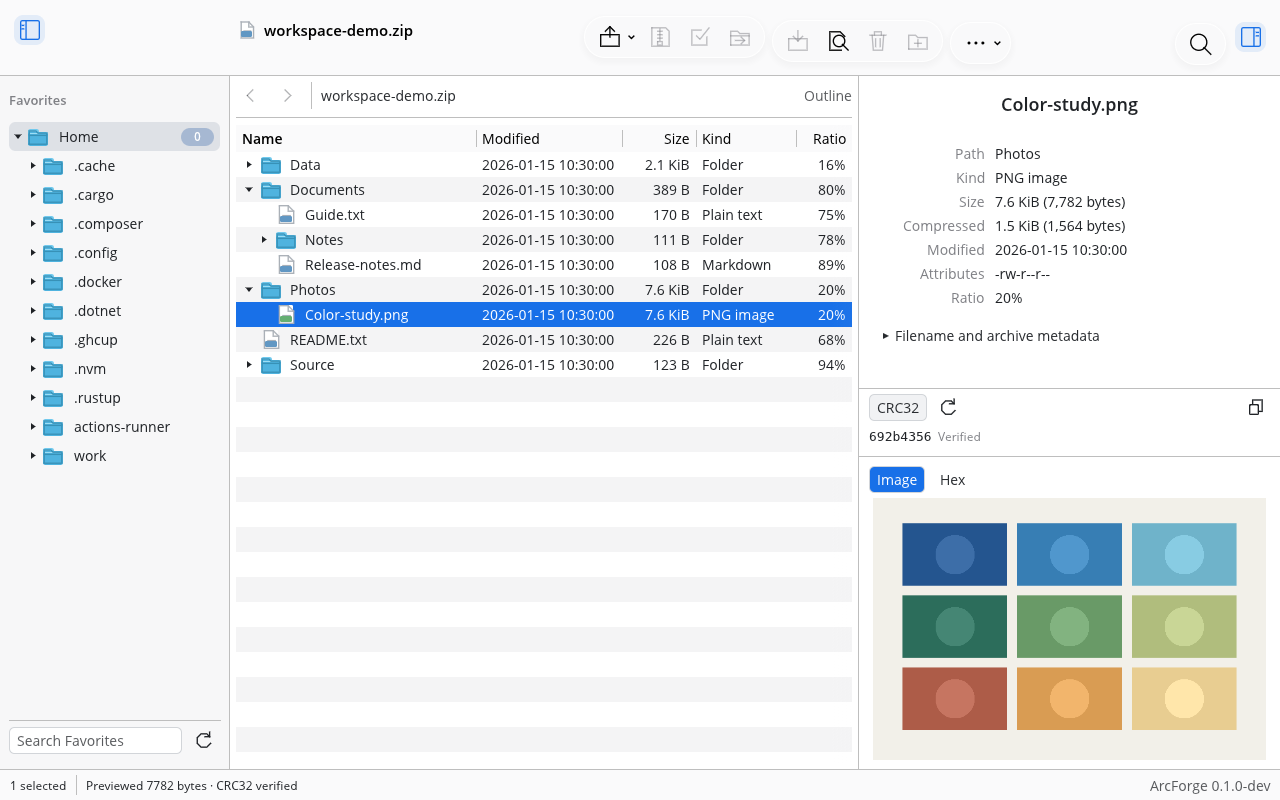 workspace-demo.zip
Favorites
Home 0
.cache
.cargo
.composer
.config
.docker
.dotnet
.ghcup
.nvm
.rustup
actions-runner
work
Search Favorites
workspace-demo.zip Outline
Name Modified Size Kind Ratio
Data 2026-01-15 10:30:00 2.1 KiB Folder 16%
Documents 2026-01-15 10:30:00 389 B Folder 80%
Guide.txt 2026-01-15 10:30:00 170 B Plain text 75%
Notes 2026-01-15 10:30:00 111 B Folder 78%
Release-notes.md 2026-01-15 10:30:00 108 B Markdown 89%
Photos 2026-01-15 10:30:00 7.6 KiB Folder 20%
Color-study.png 2026-01-15 10:30:00 7.6 KiB PNG image 20%
README.txt 2026-01-15 10:30:00 226 B Plain text 68%
Source 2026-01-15 10:30:00 123 B Folder 94%
Color-study.png
Path Photos
Kind PNG image
Size 7.6 KiB (7,782 bytes)
Compressed 1.5 KiB (1,564 bytes)
Modified 2026-01-15 10:30:00
Attributes -rw-r--r--
Ratio 20%
Filename and archive metadata
CRC32
692b4356 Verified
Image Hex
1 selected Previewed 7782 bytes · CRC32 verified ArcForge 0.1.0-dev